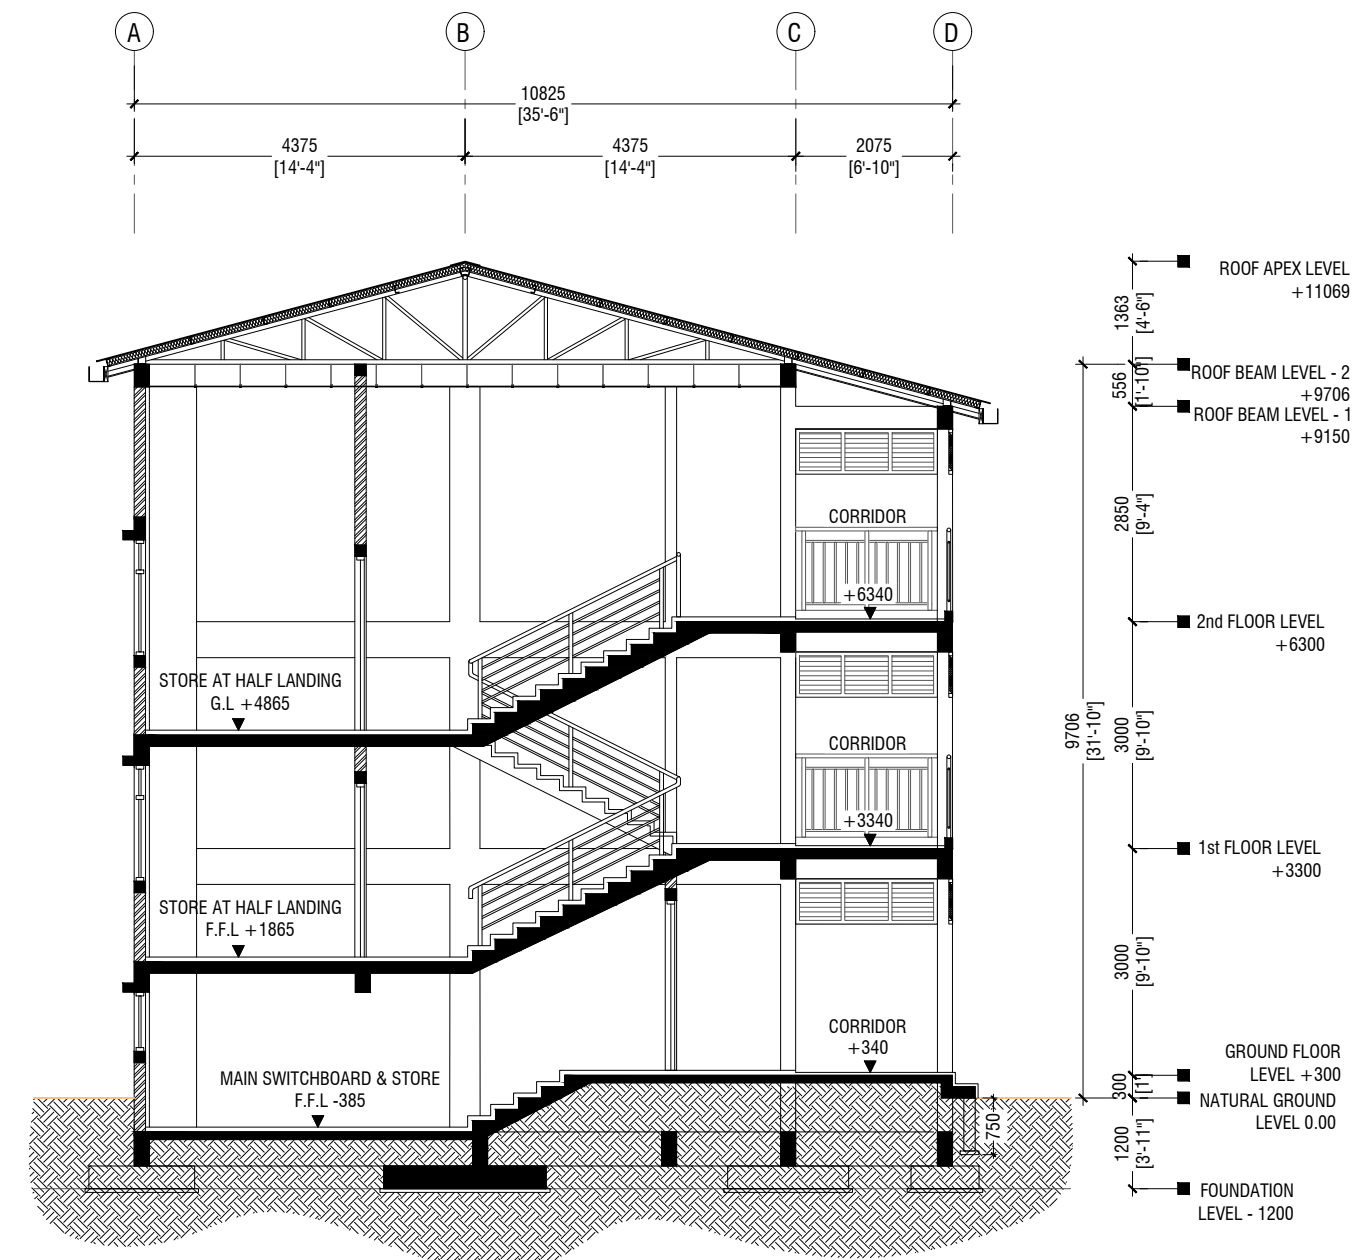 A
B
C
D
10825
[35'-6"]
4375
[14'-4"]
4375
[14'-4"]
2075
[6'-10"]
ROOF APEX LEVEL
+11069
1363
[4'-6"]
ROOF BEAM LEVEL - 2
+9706
556
[1'-10"]
ROOF BEAM LEVEL - 1
+9150
2850
[9'-4"]
CORRIDOR
+6340
2nd FLOOR LEVEL
+6300
STORE AT HALF LANDING
G.L +4865
9706
[31'-10"]
3000
[9'-10"]
CORRIDOR
+3340
1st FLOOR LEVEL
+3300
STORE AT HALF LANDING
F.F.L +1865
3000
[9'-10"]
CORRIDOR
+340
GROUND FLOOR
LEVEL +300
MAIN SWITCHBOARD & STORE
F.F.L -385
300
[1']
NATURAL GROUND
LEVEL 0.00
750
1200
[3'-11"]
FOUNDATION
LEVEL - 1200